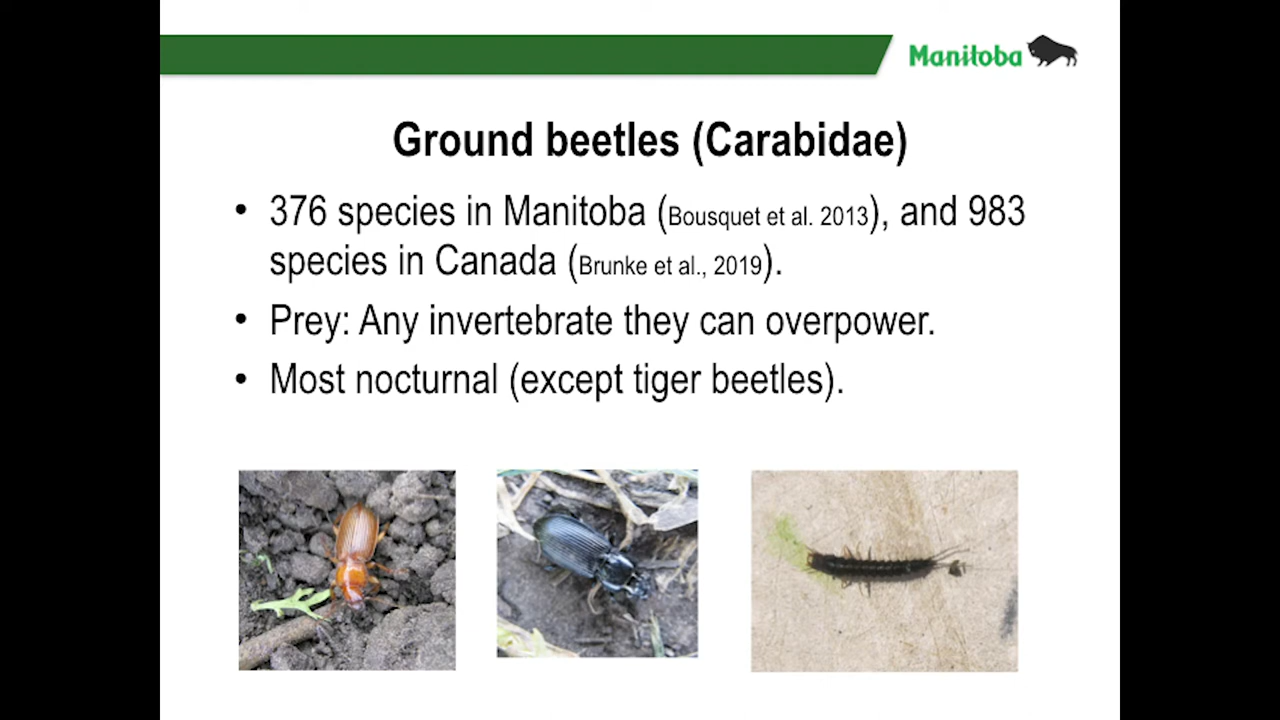 Manitoba
Ground beetles (Carabidae)
• 376 species in Manitoba (Bousquet et al. 2013), and 983
species in Canada (Brunke et al., 2019).
• Prey: Any invertebrate they can overpower.
• Most nocturnal (except tiger beetles).